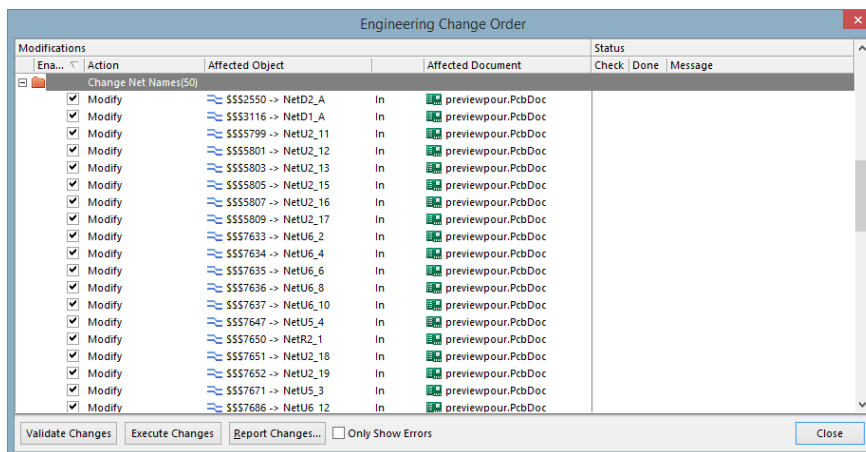 Engineering Change Order
Modifications Status
Ena... Action Affected Object Affected Document Check Done Message
Change Net Names(50)
Modify $$$2550 -> NetD2_A In previewpour.PcbDoc
Modify $$$3116 -> NetD1_A In previewpour.PcbDoc
Modify $$$5799 -> NetU2_11 In previewpour.PcbDoc
Modify $$$5801 -> NetU2_12 In previewpour.PcbDoc
Modify $$$5803 -> NetU2_13 In previewpour.PcbDoc
Modify $$$5805 -> NetU2_15 In previewpour.PcbDoc
Modify $$$5807 -> NetU2_16 In previewpour.PcbDoc
Modify $$$5809 -> NetU2_17 In previewpour.PcbDoc
Modify $$$7633 -> NetU6_2 In previewpour.PcbDoc
Modify $$$7634 -> NetU6_4 In previewpour.PcbDoc
Modify $$$7635 -> NetU6_6 In previewpour.PcbDoc
Modify $$$7636 -> NetU6_8 In previewpour.PcbDoc
Modify $$$7637 -> NetU6_10 In previewpour.PcbDoc
Modify $$$7647 -> NetU5_4 In previewpour.PcbDoc
Modify $$$7650 -> NetR2_1 In previewpour.PcbDoc
Modify $$$7651 -> NetU2_18 In previewpour.PcbDoc
Modify $$$7652 -> NetU2_19 In previewpour.PcbDoc
Modify $$$7671 -> NetU5_3 In previewpour.PcbDoc
Modify $$$7686 -> NetU6_12 In previewpour.PcbDoc
Validate Changes Execute Changes Report Changes... Only Show Errors Close